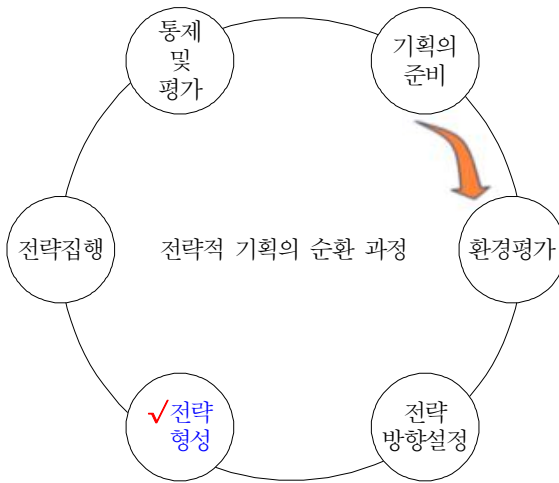 통제
및
평가
기획의
준비
전략집행
전략적 기획의 순환 과정
환경평가
√전략
형성
전략
방향설정